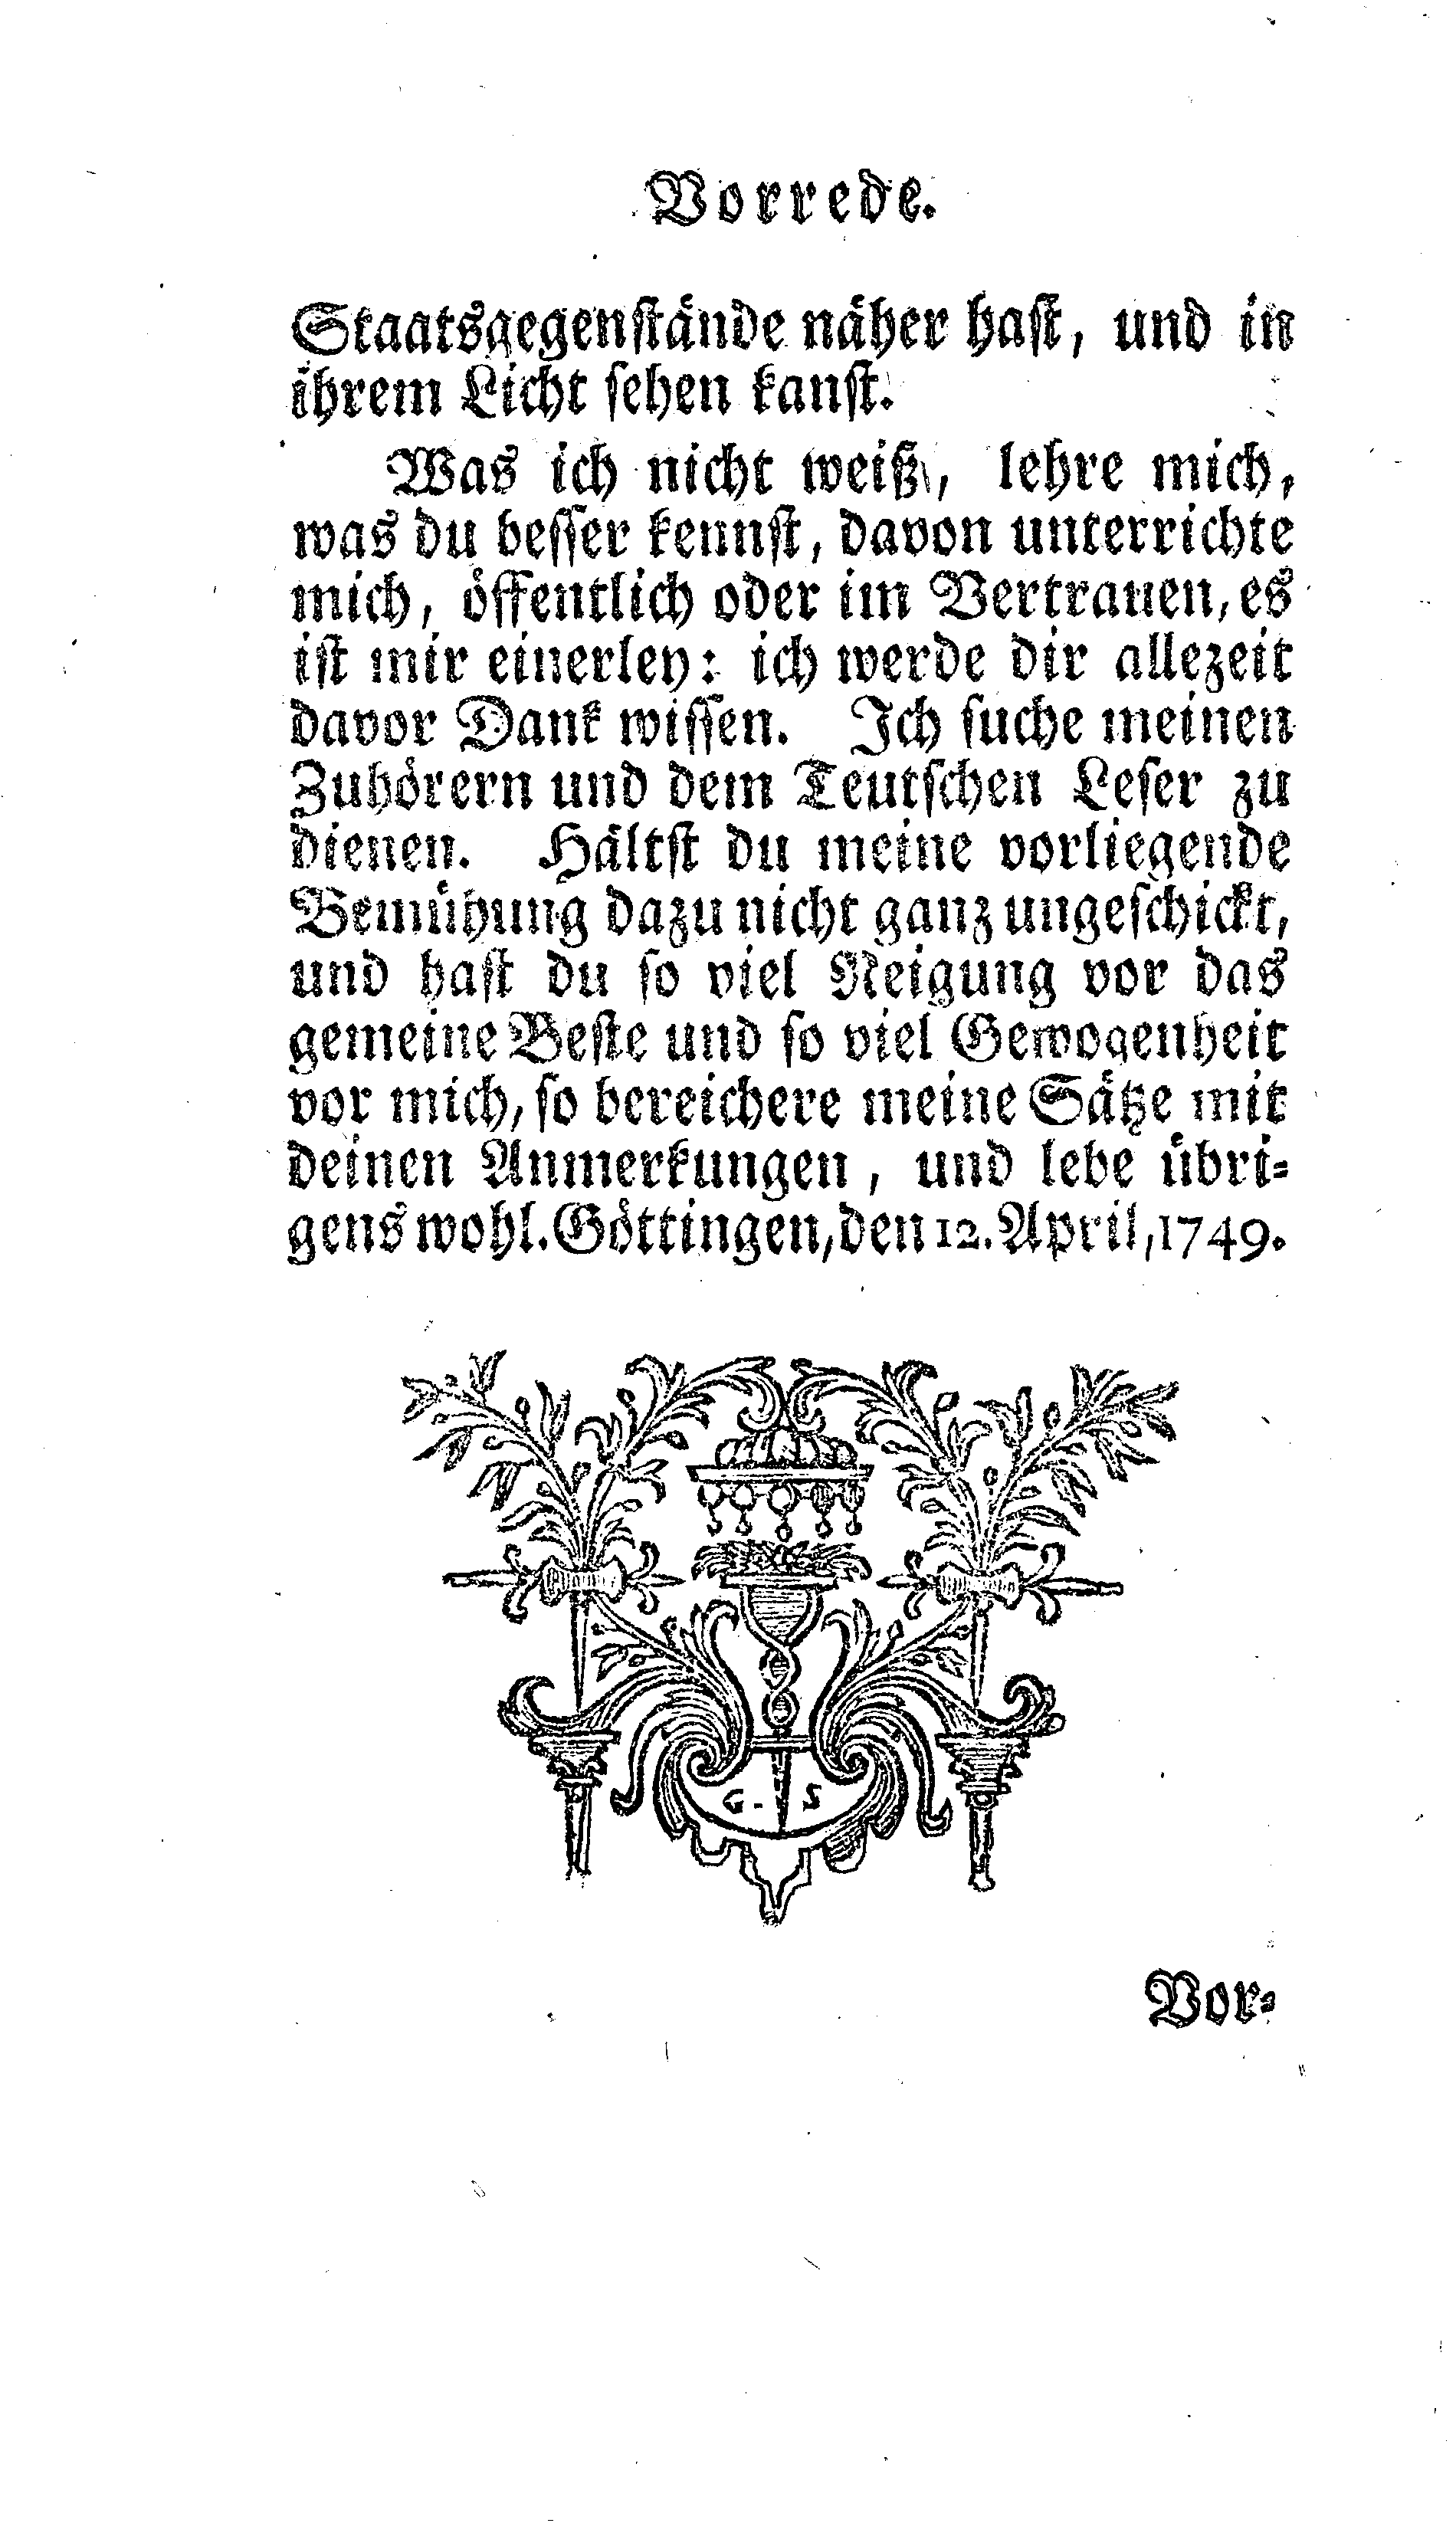 Vorrede.
Staatsgegenstände näher hast, und in
ihrem Licht sehen kanst.
Was ich nicht weiß, lehre mich,
was du besser kennst, davon unterrichte
mich, öffentlich oder im Vertrauen, es
ist mir einerley: ich werde dir allezeit
davor Dank wissen. Ich suche meinen
Zuhörern und dem Teutschen Leser zu
dienen. Hältst du meine vorliegende
Bemühung dazu nicht ganz ungeschickt,
und hast du so viel Neigung vor das
gemeine Beste und so viel Gewogenheit
vor mich, so bereichere meine Sätze mit
deinen Anmerkungen, und lebe übri-
gens wohl. Göttingen, den 12. April, 1749.
G. S
Vor-